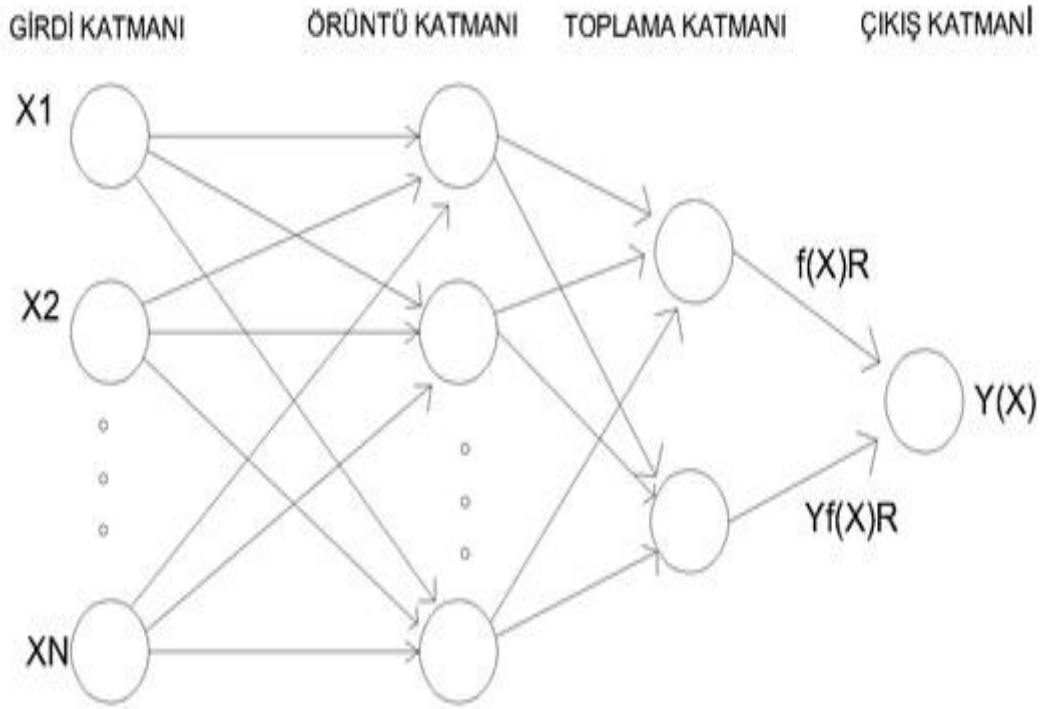 GİRDİ KATMANI
ÖRÜNTÜ KATMANI
TOPLAMA KATMANI
ÇIKIŞ KATMANİ
X1
X2
f(X)R
Y(X)
Yf(X)R
XN